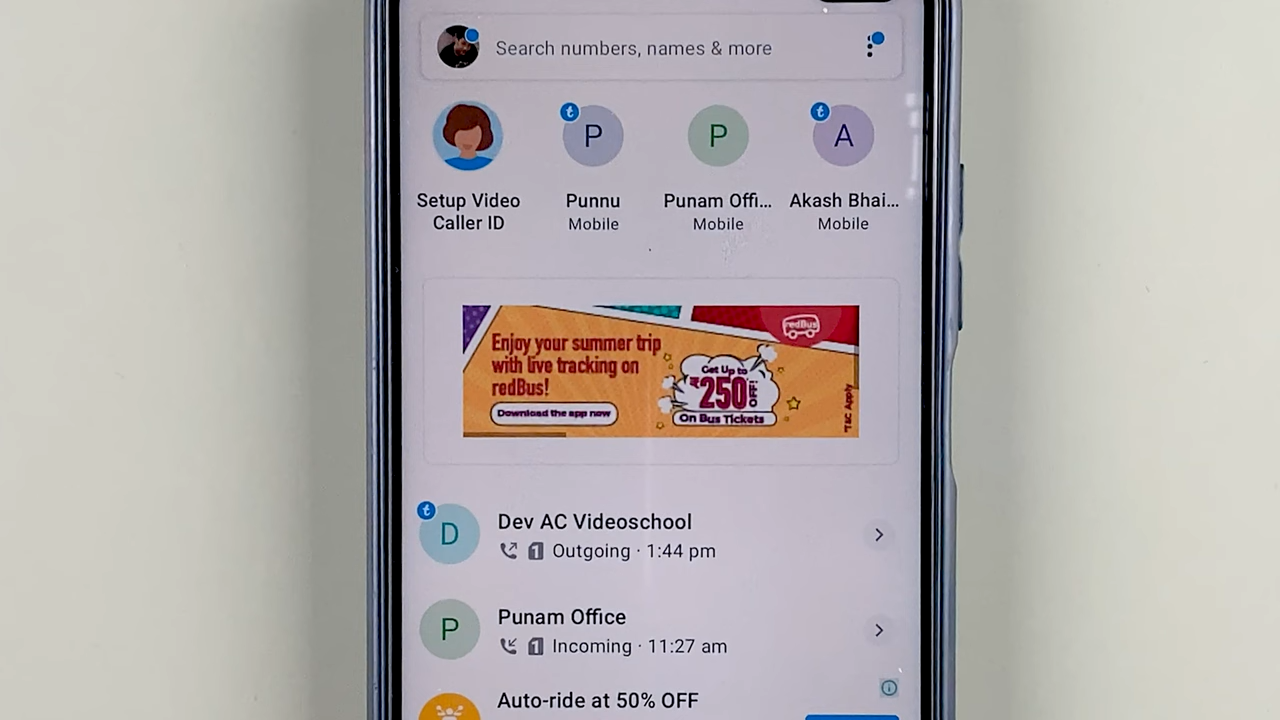 Search numbers, names & more
t
P
P
t
A
Setup Video
Caller ID
Punnu
Mobile
Punam Offi...
Mobile
Akash Bhai...
Mobile
redBus
Enjoy your summer trip
with live tracking on
redBus!
Download the app now
Get Up to
₹250 OFF!
On Bus Tickets
*T&C Apply
t
D
Dev AC Videoschool
1 Outgoing · 1:44 pm
P
Punam Office
1 Incoming · 11:27 am
Auto-ride at 50% OFF